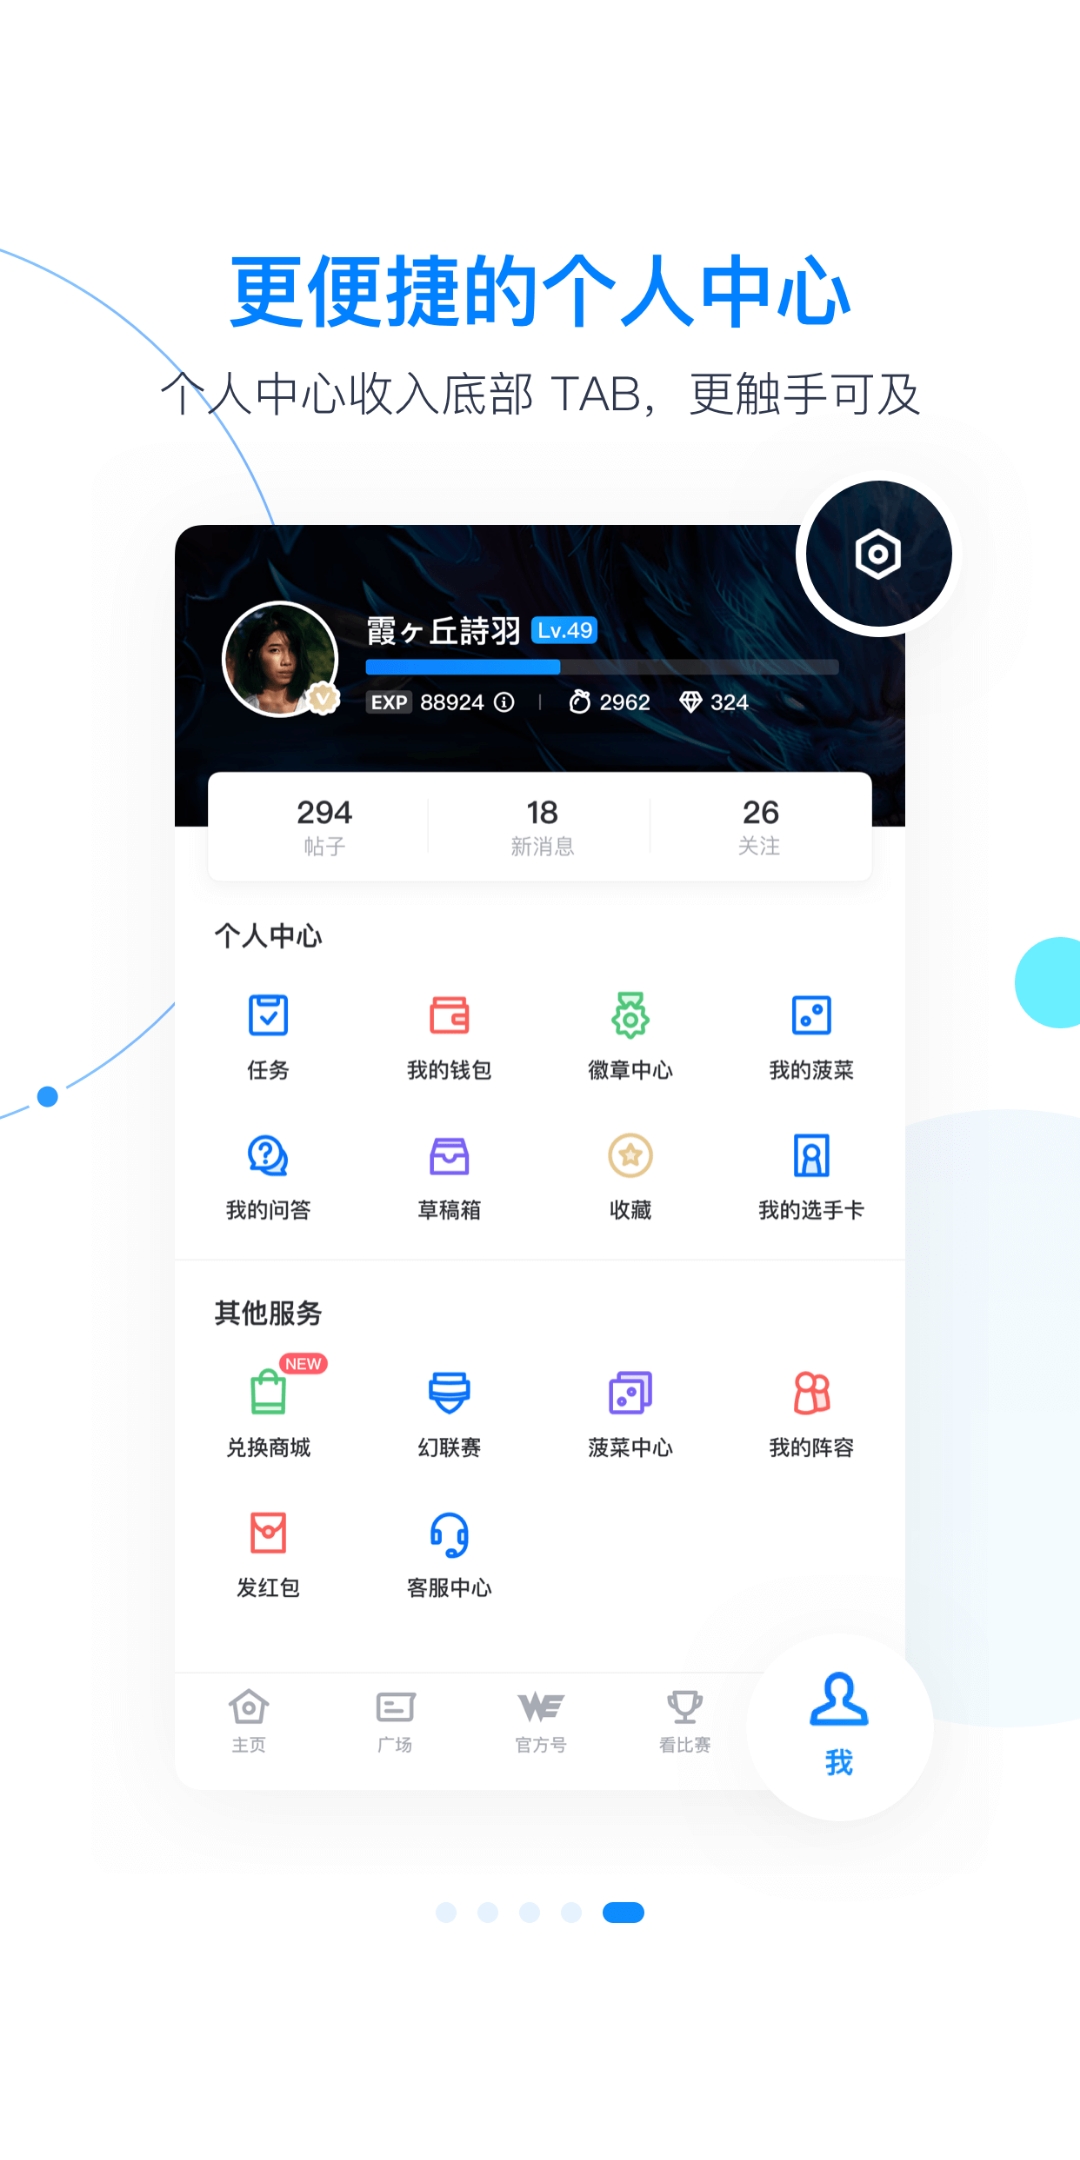 更便捷的个人中心
个人中心收入底部 TAB，更触手可及
霞ヶ丘詩羽 Lv.49
EXP 88924 2962 324
294 18 26
帖子 新消息 关注
个人中心
任务 我的钱包 徽章中心 我的菠菜
我的问答 草稿箱 收藏 我的选手卡
其他服务
NEW
兑换商城 幻联赛 菠菜中心 我的阵容
发红包 客服中心
WE
主页 广场 官方号 看比赛 我